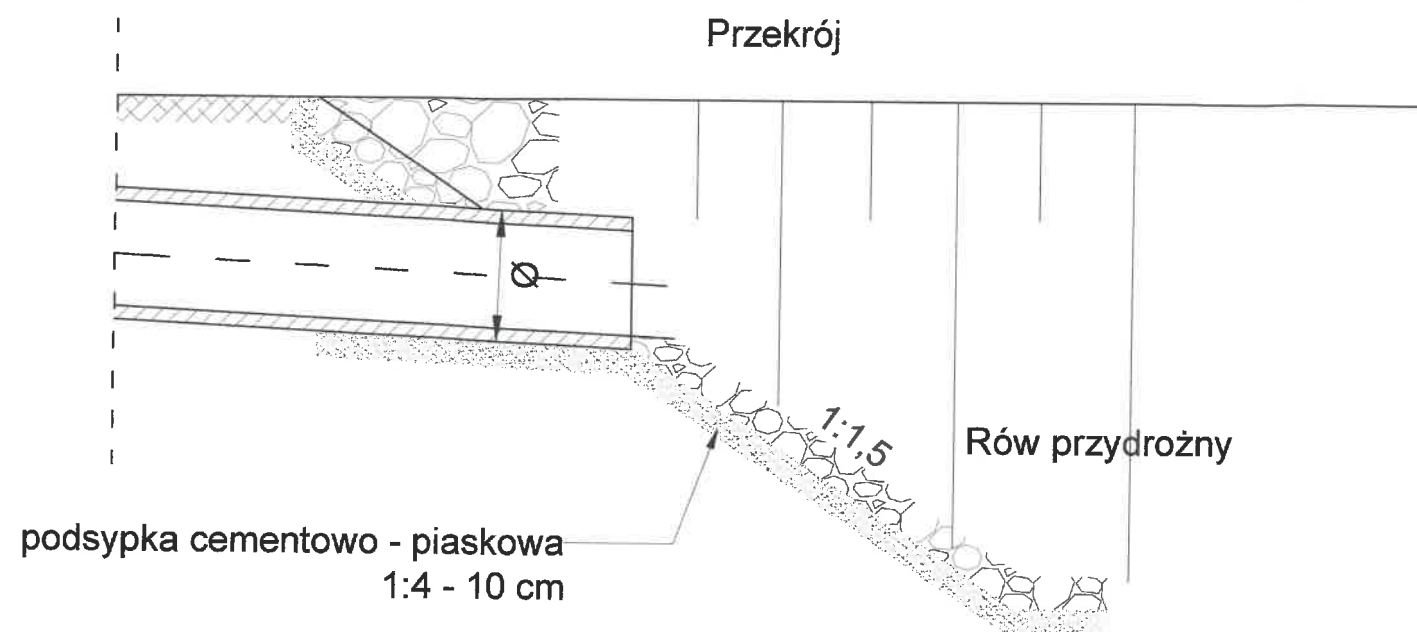 Przekrój
Ø
1:1,5
Rów przydrożny
podsypka cementowo - piaskowa
1:4 - 10 cm